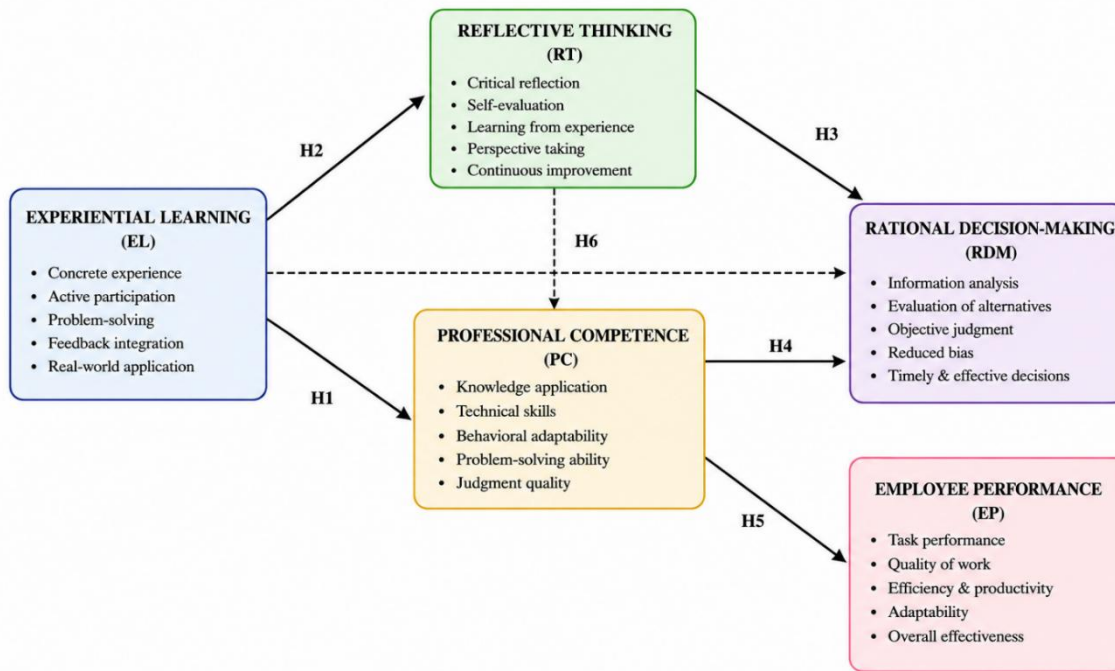 REFLECTIVE THINKING
(RT)
• Critical reflection
• Self-evaluation
• Learning from experience
• Perspective taking
• Continuous improvement
H2
H3
EXPERIENTIAL LEARNING
(EL)
• Concrete experience
• Active participation
• Problem-solving
• Feedback integration
• Real-world application
H6
RATIONAL DECISION-MAKING
(RDM)
• Information analysis
• Evaluation of alternatives
• Objective judgment
• Reduced bias
• Timely & effective decisions
H1
PROFESSIONAL COMPETENCE
(PC)
• Knowledge application
• Technical skills
• Behavioral adaptability
• Problem-solving ability
• Judgment quality
H4
H5
EMPLOYEE PERFORMANCE
(EP)
• Task performance
• Quality of work
• Efficiency & productivity
• Adaptability
• Overall effectiveness